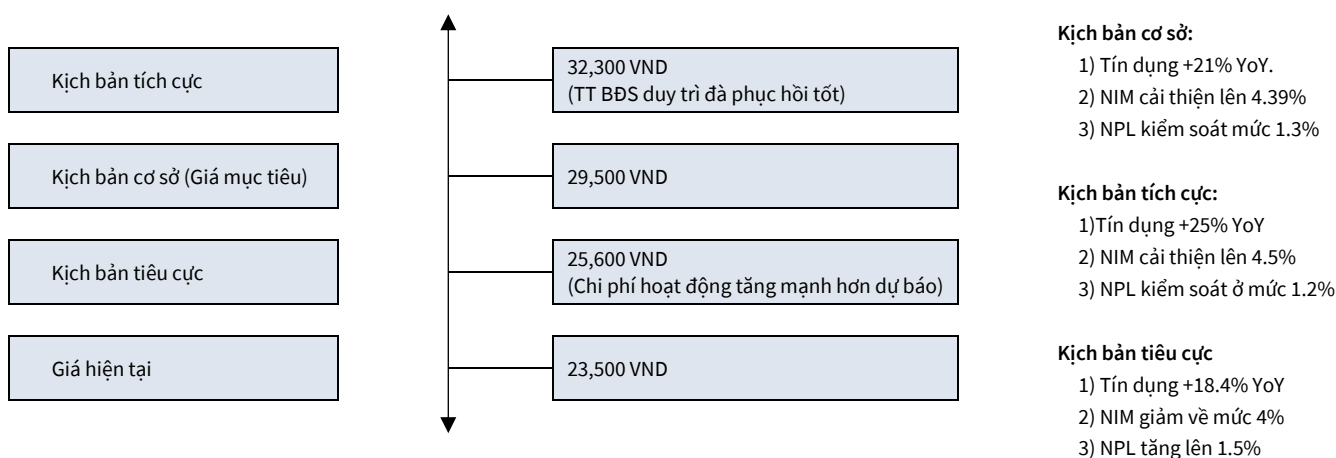 Kịch bản tích cực
32,300 VND
(TT BĐS duy trì đà phục hồi tốt)
Kịch bản cơ sở (Giá mục tiêu)
29,500 VND
Kịch bản tiêu cực
25,600 VND
(Chi phí hoạt động tăng mạnh hơn dự báo)
Giá hiện tại
23,500 VND
Kịch bản cơ sở:
1) Tín dụng +21% YoY.
2) NIM cải thiện lên 4.39%
3) NPL kiểm soát mức 1.3%
Kịch bản tích cực:
1)Tín dụng +25% YoY
2) NIM cải thiện lên 4.5%
3) NPL kiểm soát ở mức 1.2%
Kịch bản tiêu cực
1) Tín dụng +18.4% YoY
2) NIM giảm về mức 4%
3) NPL tăng lên 1.5%